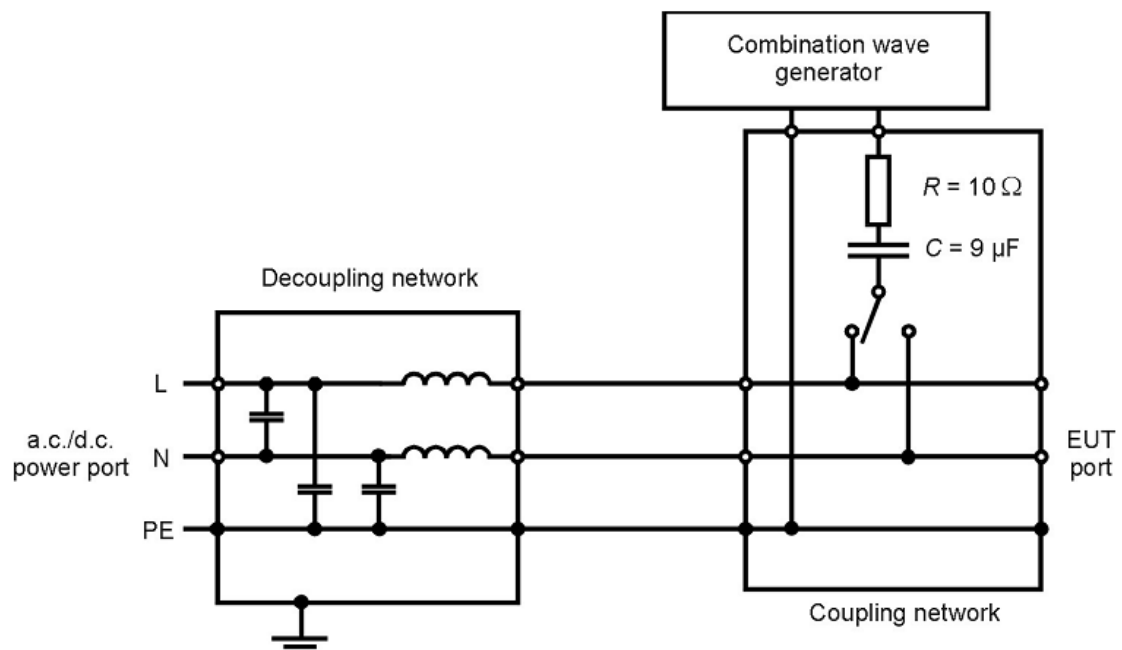 Combination wave
generator
R = 10 Ω
C = 9 µF
Decoupling network
L
a.c./d.c.
power port
N
EUT
port
PE
Coupling network